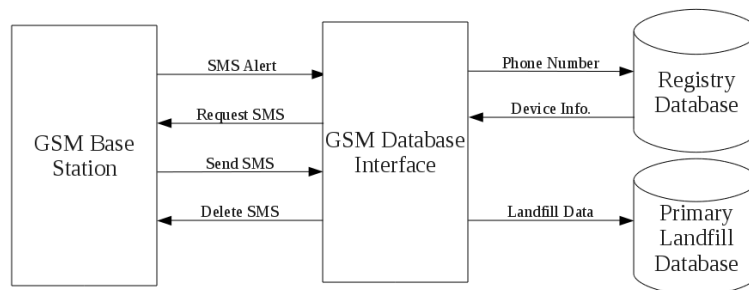 GSM Base
Station
SMS Alert
Request SMS
Send SMS
Delete SMS
GSM Database
Interface
Phone Number
Device Info.
Landfill Data
Registry
Database
Primary
Landfill
Database